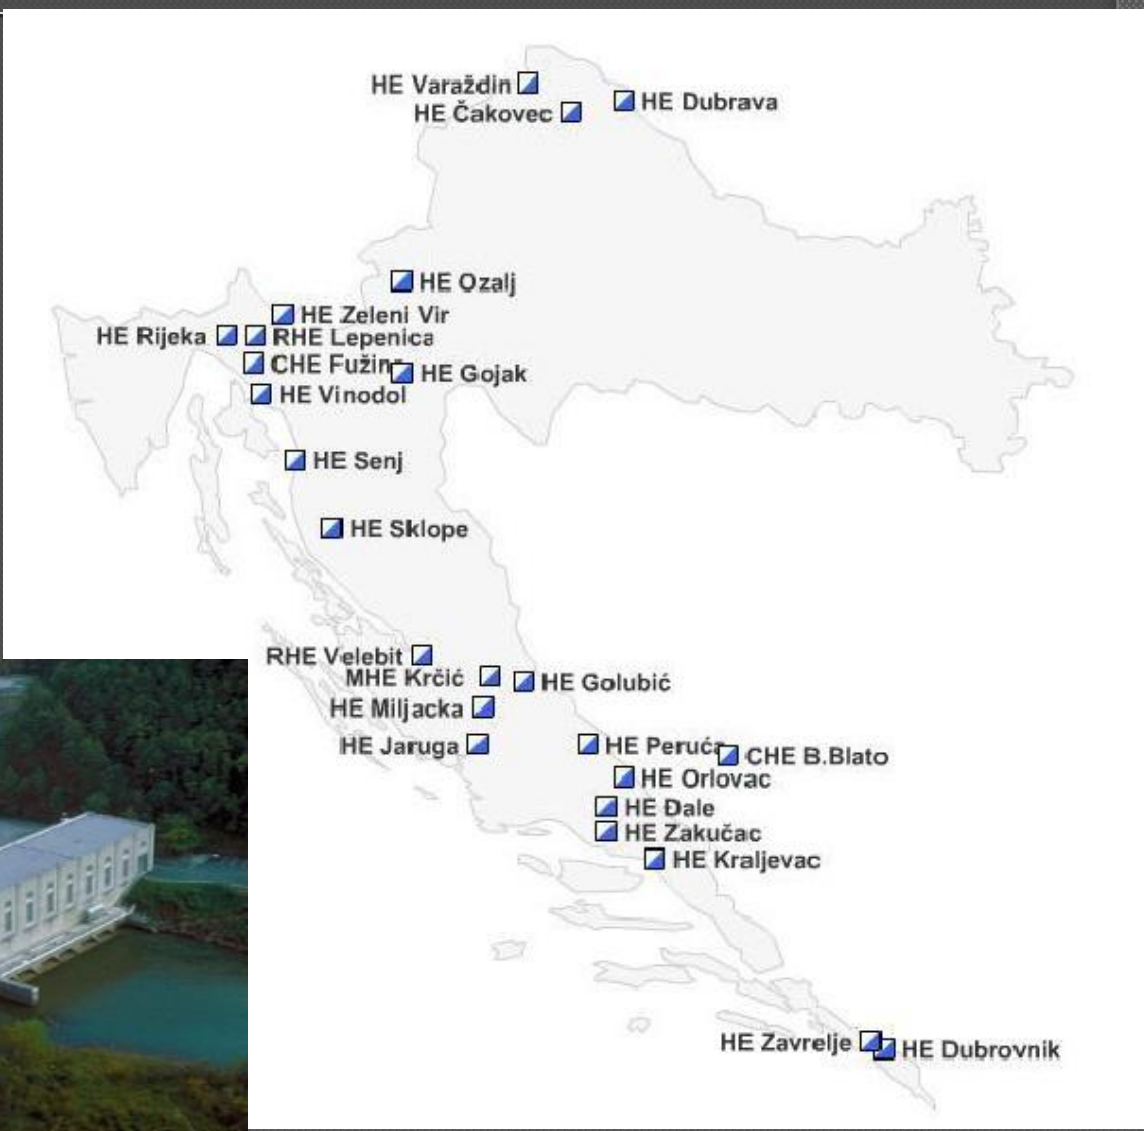 HE Varaždin
HE Čakovec
HE Dubrava
HE Ozalj
HE Zeleni Vir
HE Rijeka
RHE Lepenica
CHE Fužin
HE Gojak
HE Vinodol
HE Senj
HE Sklope
RHE Velebit
MHE Krčić
HE Golubić
HE Miljacka
HE Jaruga
HE Peruća
CHE B.Blato
HE Orlovac
HE Đale
HE Zakučac
HE Kraljevac
HE Zavrelje
HE Dubrovnik